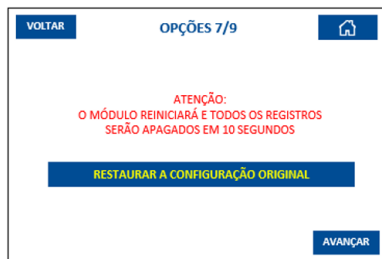 VOLTAR
OPÇÕES 7/9
ATENÇÃO:
O MÓDULO REINICIARÁ E TODOS OS REGISTROS
SERÃO APAGADOS EM 10 SEGUNDOS
RESTAURAR A CONFIGURAÇÃO ORIGINAL
AVANÇAR